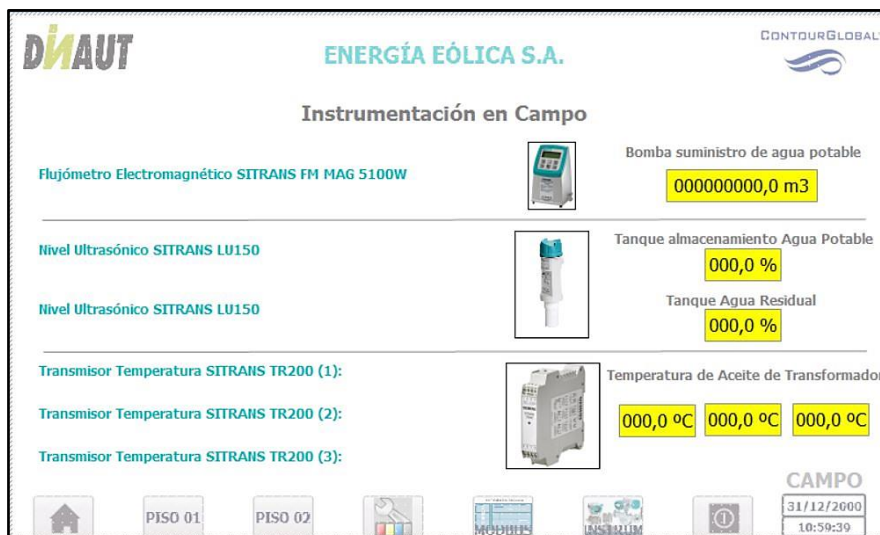 DINAUT
ENERGÍA EÓLICA S.A.
CONTOURGLOBAL
Instrumentación en Campo
Flujómetro Electromagnético SITRANS FM MAG 5100W
Bomba suministro de agua potable
000000000,0 m3
Nivel Ultrasónico SITRANS LU150
Tanque almacenamiento Agua Potable
000,0 %
Nivel Ultrasónico SITRANS LU150
Tanque Agua Residual
000,0 %
Transmisor Temperatura SITRANS TR200 (1):
Temperatura de Aceite de Transformador
Transmisor Temperatura SITRANS TR200 (2):
000,0 ºC 000,0 ºC 000,0 ºC
Transmisor Temperatura SITRANS TR200 (3):
CAMPO
PISO 01 PISO 02 MODBUS INSTRUM
31/12/2000
10:59:39